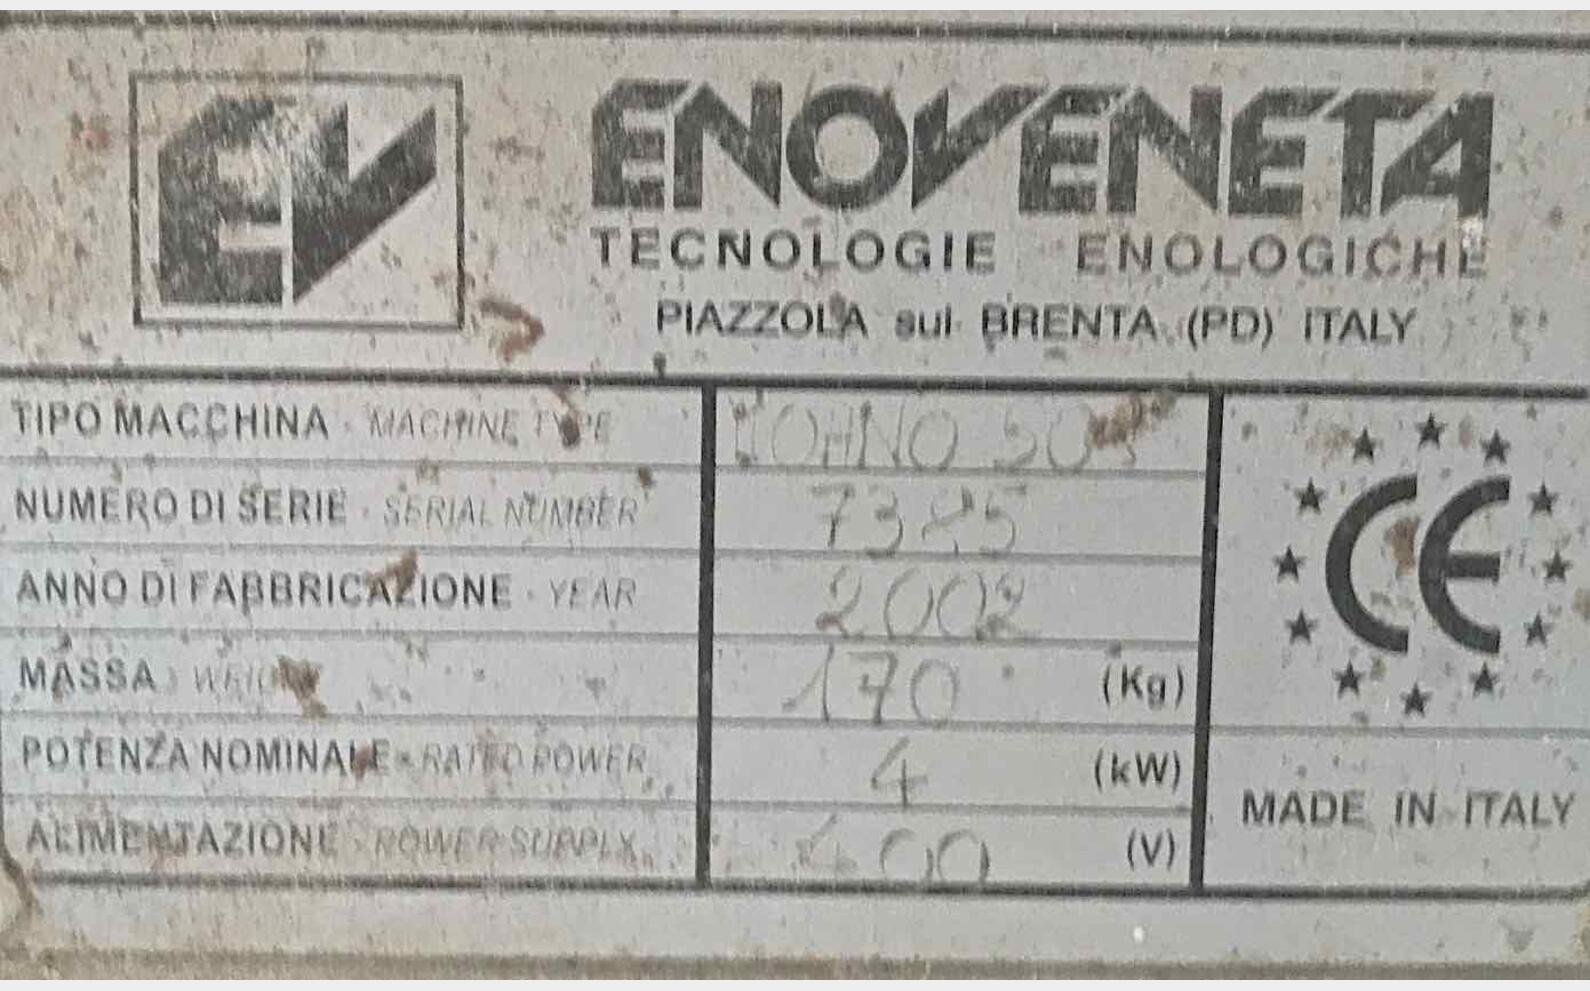 EV
ENOVENETA
TECNOLOGIE ENOLOGICHE
PIAZZOLA sul BRENTA (PD) ITALY
TIPO MACCHINA - MACHINE TYPE
NUMERO DI SERIE - SERIAL NUMBER 7385
ANNO DI FABBRICAZIONE - YEAR 2002
MASSA - WEIGHT 170 (Kg)
POTENZA NOMINALE - RATED POWER 4 (kW)
ALIMENTAZIONE - POWER SUPPLY 400 (V)
CE
MADE IN ITALY